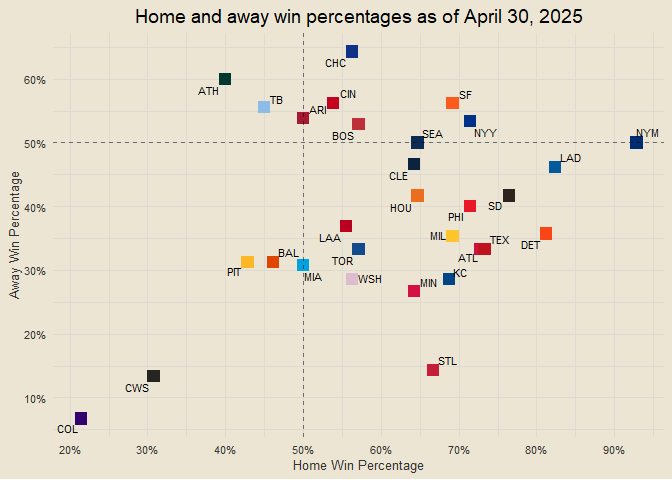 Home and away win percentages as of April 30, 2025
CHC
60%
ATH
TB
CIN
SF
ARI
BOS
SEA
NYY
NYM
50%
CLE
LAD
HOU
SD
40%
PHI
LAA
MIL
TEX
DET
ATL
TOR
BAL
PIT
MIA
WSH
KC
MIN
30%
20%
STL
CWS
10%
COL
20%
30%
40%
50%
60%
70%
80%
90%
Home Win Percentage
Away Win Percentage